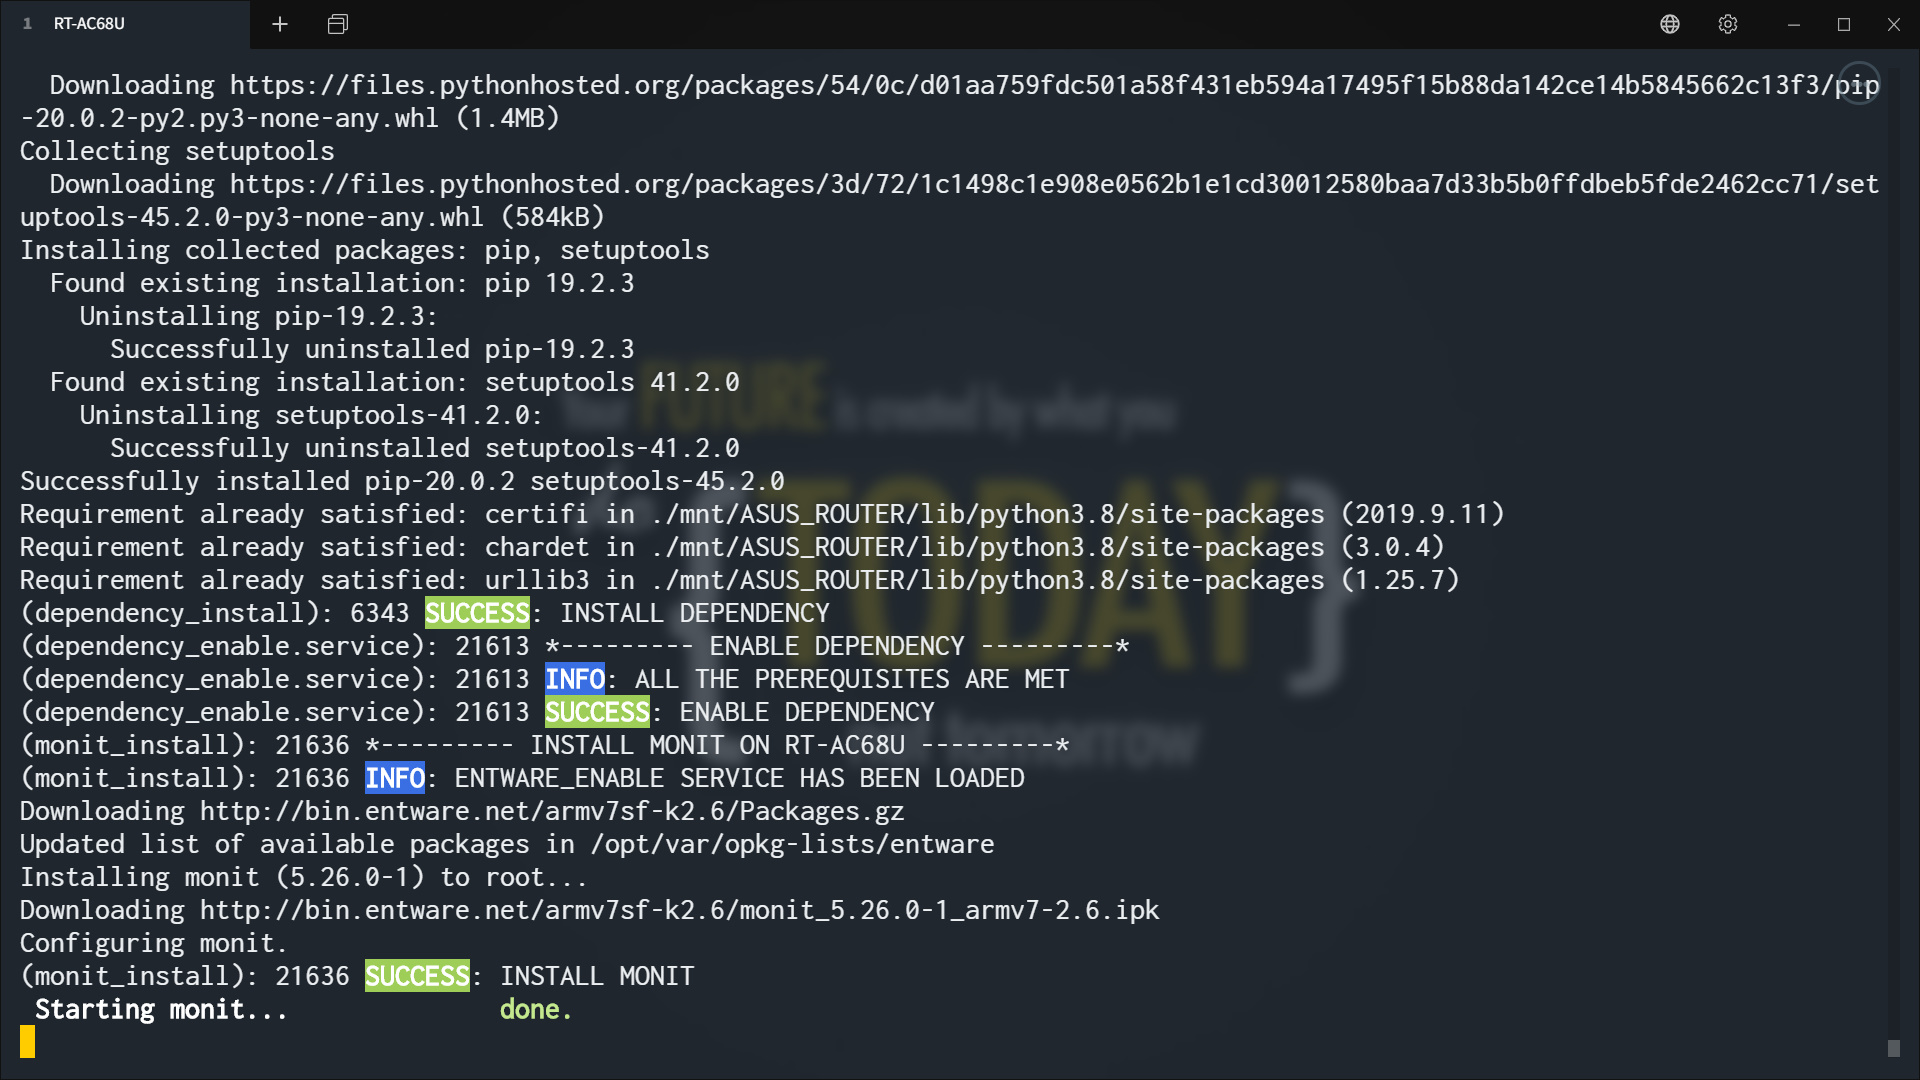 1 RT-AC68U
Downloading https://files.pythonhosted.org/packages/54/0c/d01aa759fdc501a58f431eb594a17495f15b88da142ce14b5845662c13f3/pip
-20.0.2-py2.py3-none-any.whl (1.4MB)
Collecting setuptools
Downloading https://files.pythonhosted.org/packages/3d/72/1c1498c1e908e0562b1e1cd30012580baa7d33b5b0ffdbeb5fde2462cc71/set
uptools-45.2.0-py3-none-any.whl (584kB)
Installing collected packages: pip, setuptools
Found existing installation: pip 19.2.3
Uninstalling pip-19.2.3:
Successfully uninstalled pip-19.2.3
Found existing installation: setuptools 41.2.0
Uninstalling setuptools-41.2.0:
Successfully uninstalled setuptools-41.2.0
Successfully installed pip-20.0.2 setuptools-45.2.0
Requirement already satisfied: certifi in ./mnt/ASUS_ROUTER/lib/python3.8/site-packages (2019.9.11)
Requirement already satisfied: chardet in ./mnt/ASUS_ROUTER/lib/python3.8/site-packages (3.0.4)
Requirement already satisfied: urllib3 in ./mnt/ASUS_ROUTER/lib/python3.8/site-packages (1.25.7)
(dependency_install): 6343 SUCCESS: INSTALL DEPENDENCY
(dependency_enable.service): 21613 *--------- ENABLE DEPENDENCY ---------*
(dependency_enable.service): 21613 INFO: ALL THE PREREQUISITES ARE MET
(dependency_enable.service): 21613 SUCCESS: ENABLE DEPENDENCY
(monit_install): 21636 *--------- INSTALL MONIT ON RT-AC68U ---------*
(monit_install): 21636 INFO: ENTWARE_ENABLE SERVICE HAS BEEN LOADED
Downloading http://bin.entware.net/armv7sf-k2.6/Packages.gz
Updated list of available packages in /opt/var/opkg-lists/entware
Installing monit (5.26.0-1) to root...
Downloading http://bin.entware.net/armv7sf-k2.6/monit_5.26.0-1_armv7-2.6.ipk
Configuring monit.
(monit_install): 21636 SUCCESS: INSTALL MONIT
Starting monit... done.
Your FUTURE is created by what you
{TODAY}
tomorrow